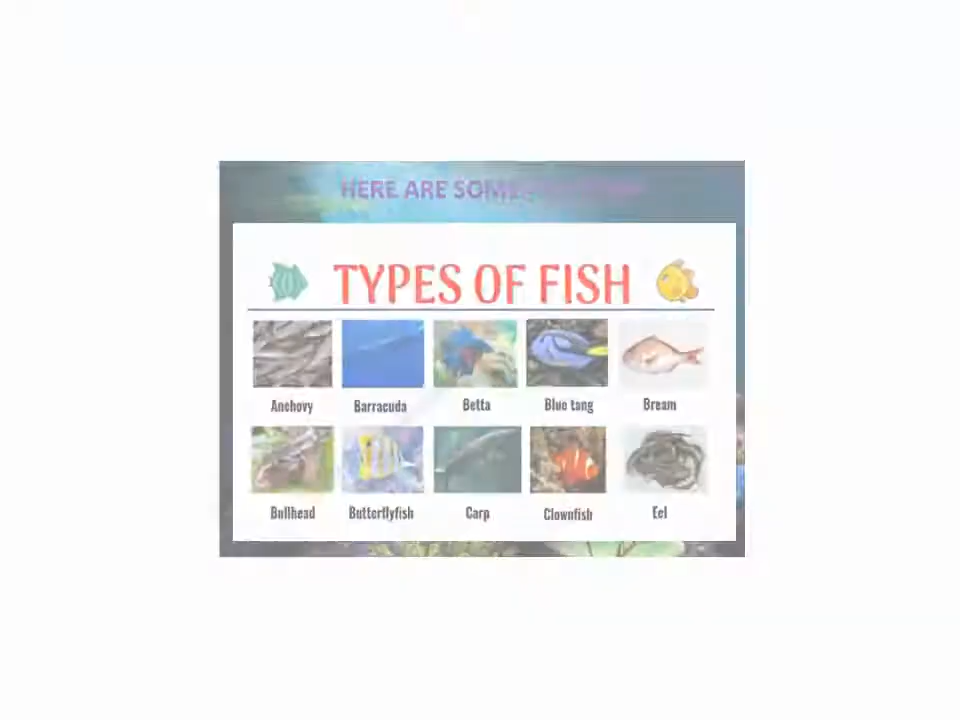 HERE ARE SOME
TYPES OF FISH
Anchovy Barracuda Betta Blue tang Bream
Bullhead Butterflyfish Carp Clownfish Eel